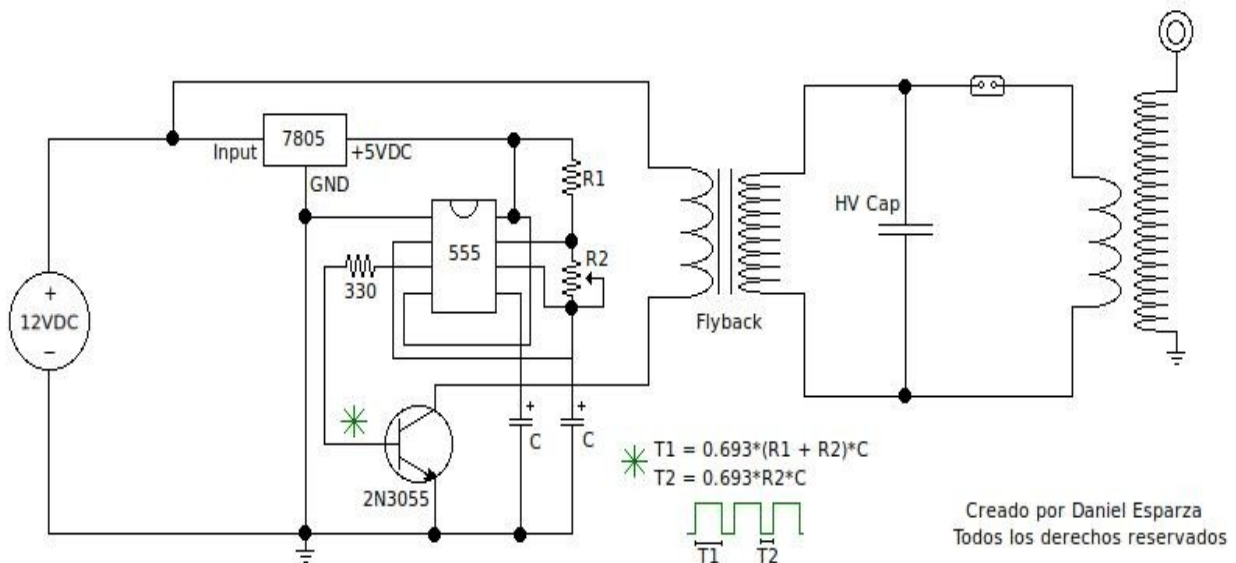 7805
Input
+5VDC
GND
R1
555
R2
330
+
12VDC
−
HV Cap
Flyback
+
C
+
C
2N3055
T1 = 0.693*(R1 + R2)*C
T2 = 0.693*R2*C
T1
T2
Creado por Daniel Esparza
Todos los derechos reservados